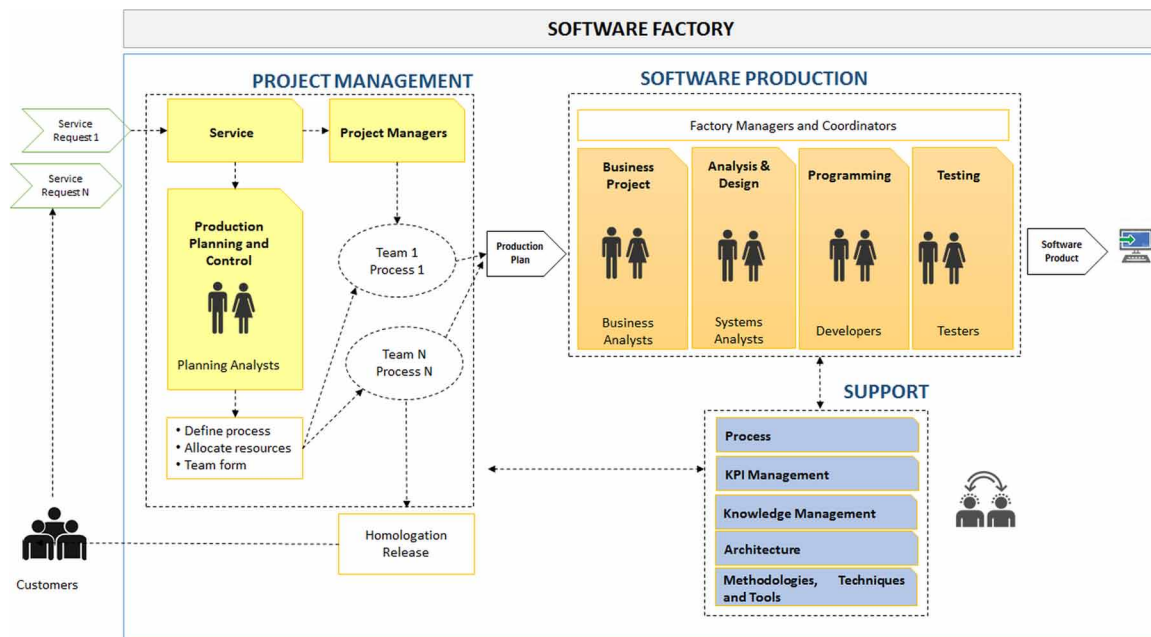 SOFTWARE FACTORY
PROJECT MANAGEMENT
SOFTWARE PRODUCTION
Service
Request 1
Service
Request N
Service
Project Managers
Production
Planning and
Control
Planning Analysts
• Define process
• Allocate resources
• Team form
Team 1
Process 1
Team N
Process N
Production
Plan
Factory Managers and Coordinators
Business
Project
Business
Analysts
Analysis &
Design
Systems
Analysts
Programming
Developers
Testing
Testers
Software
Product
SUPPORT
Process
KPI Management
Knowledge Management
Architecture
Methodologies, Techniques
and Tools
Homologation
Release
Customers